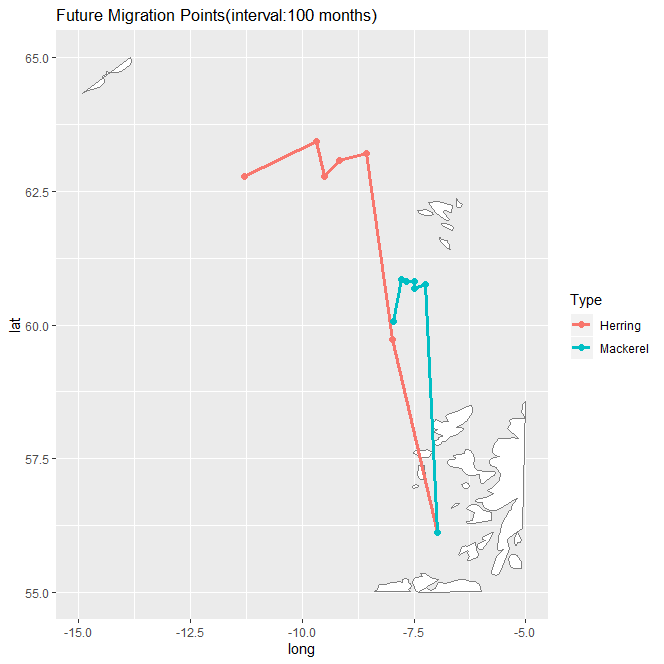 Future Migration Points(interval:100 months)
65.0
62.5
60.0
57.5
55.0
lat
-15.0
-12.5
-10.0
-7.5
-5.0
long
Type
Herring
Mackerel